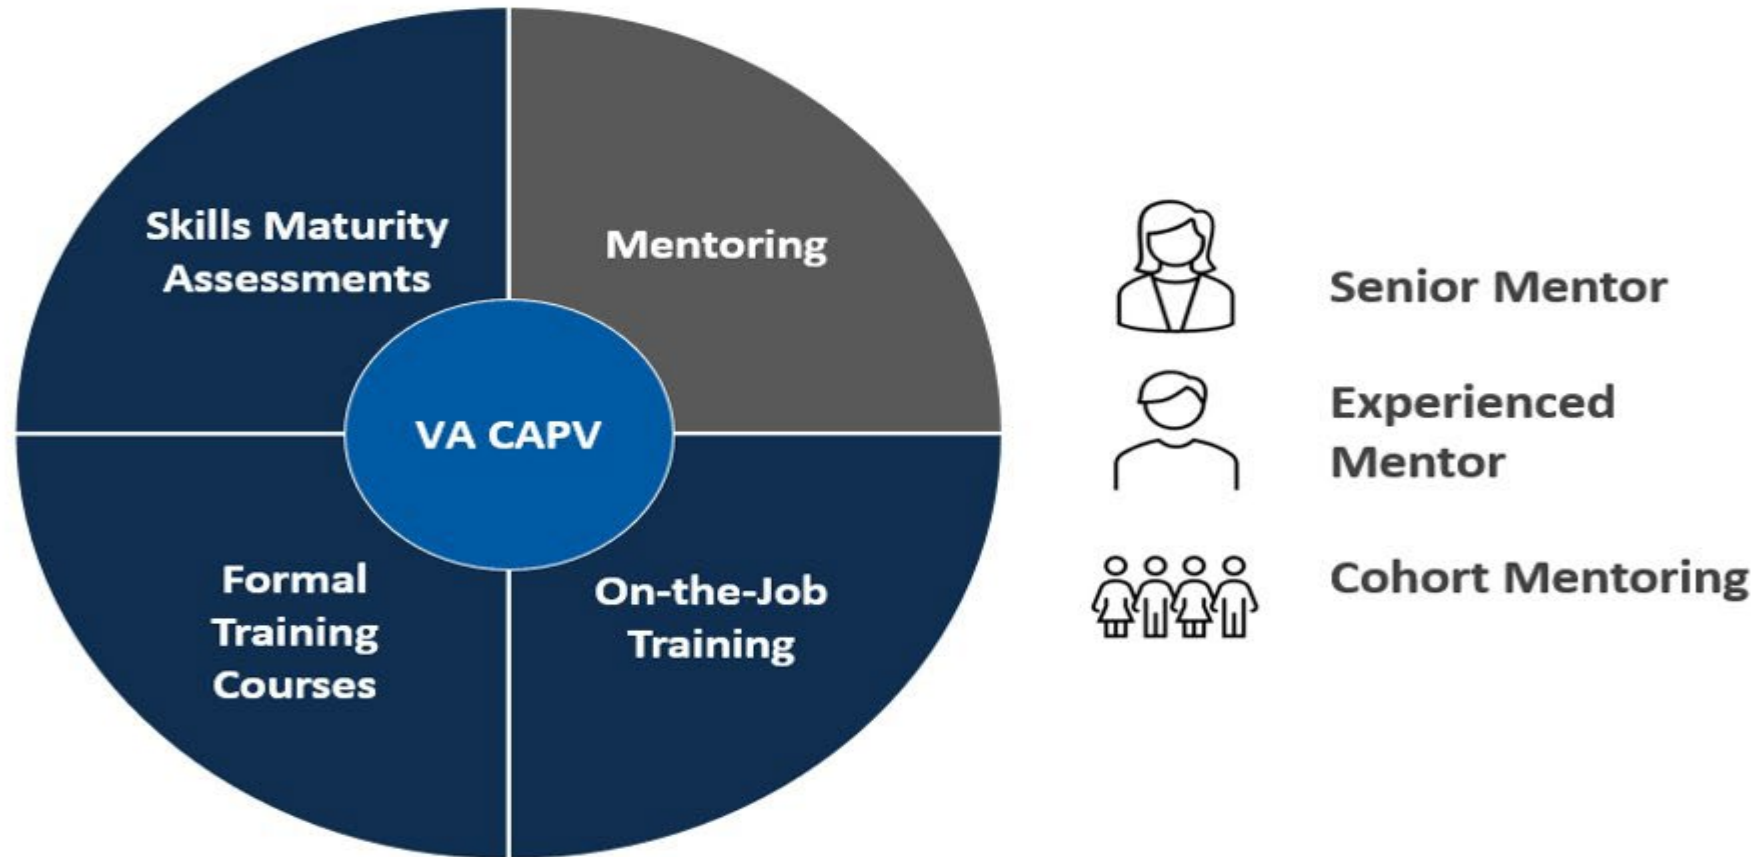 Skills Maturity
Assessments
Mentoring
VA CAPV
Formal
Training
Courses
On-the-Job
Training
Senior Mentor
Experienced
Mentor
Cohort Mentoring